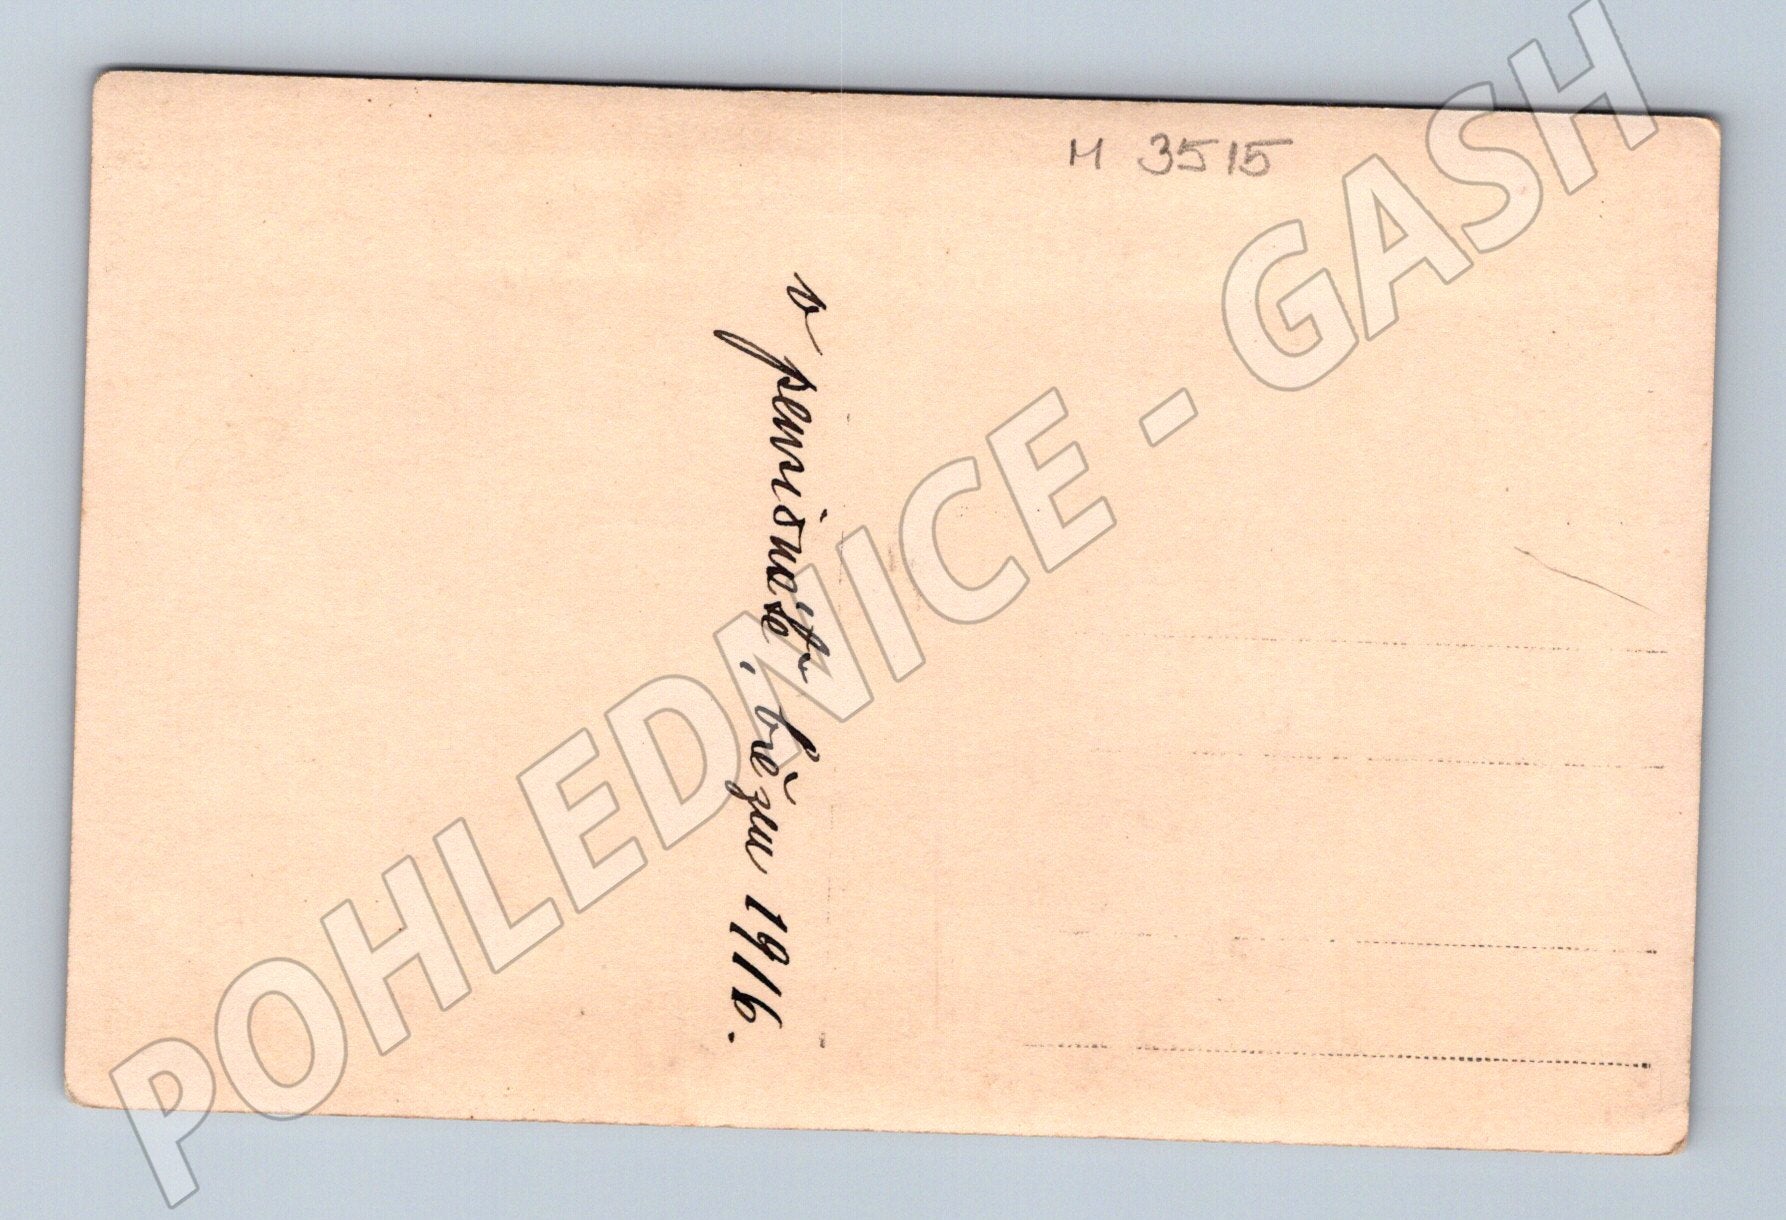 M 3515
v pensionátě, březen 1916.
POHLEDNICE - GASH